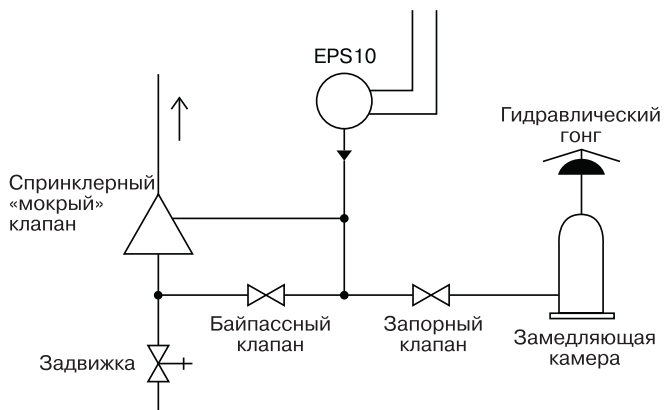 EPS10
Гидравлический
гонг
Спринклерный
«мокрый»
клапан
Байпассный
клапан
Запорный
клапан
Замедляющая
камера
Задвижка